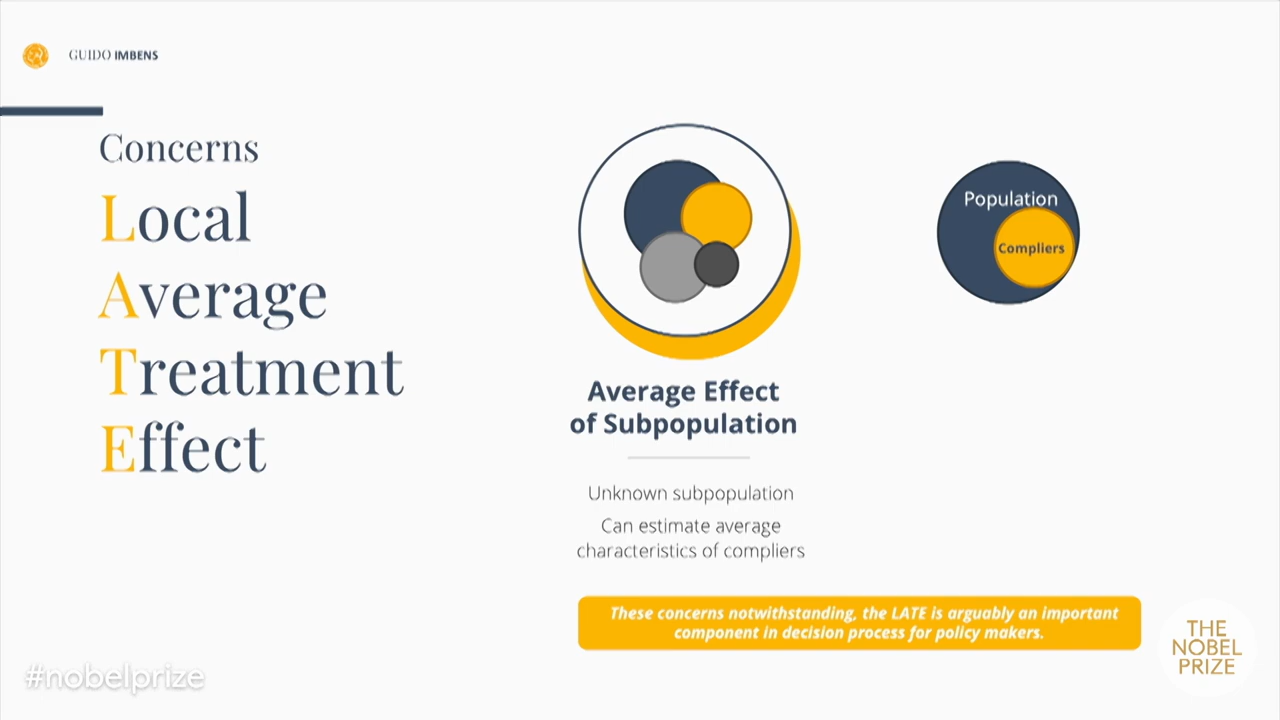 GUIDO IMBENS
Concerns
Local
Average
Treatment
Effect
Population
Compliers
Average Effect
of Subpopulation
Unknown subpopulation
Can estimate average
characteristics of compliers
These concerns notwithstanding, the LATE is arguably an important
component in decision process for policy makers.
#nobelprize
THE
NOBEL
PRIZE